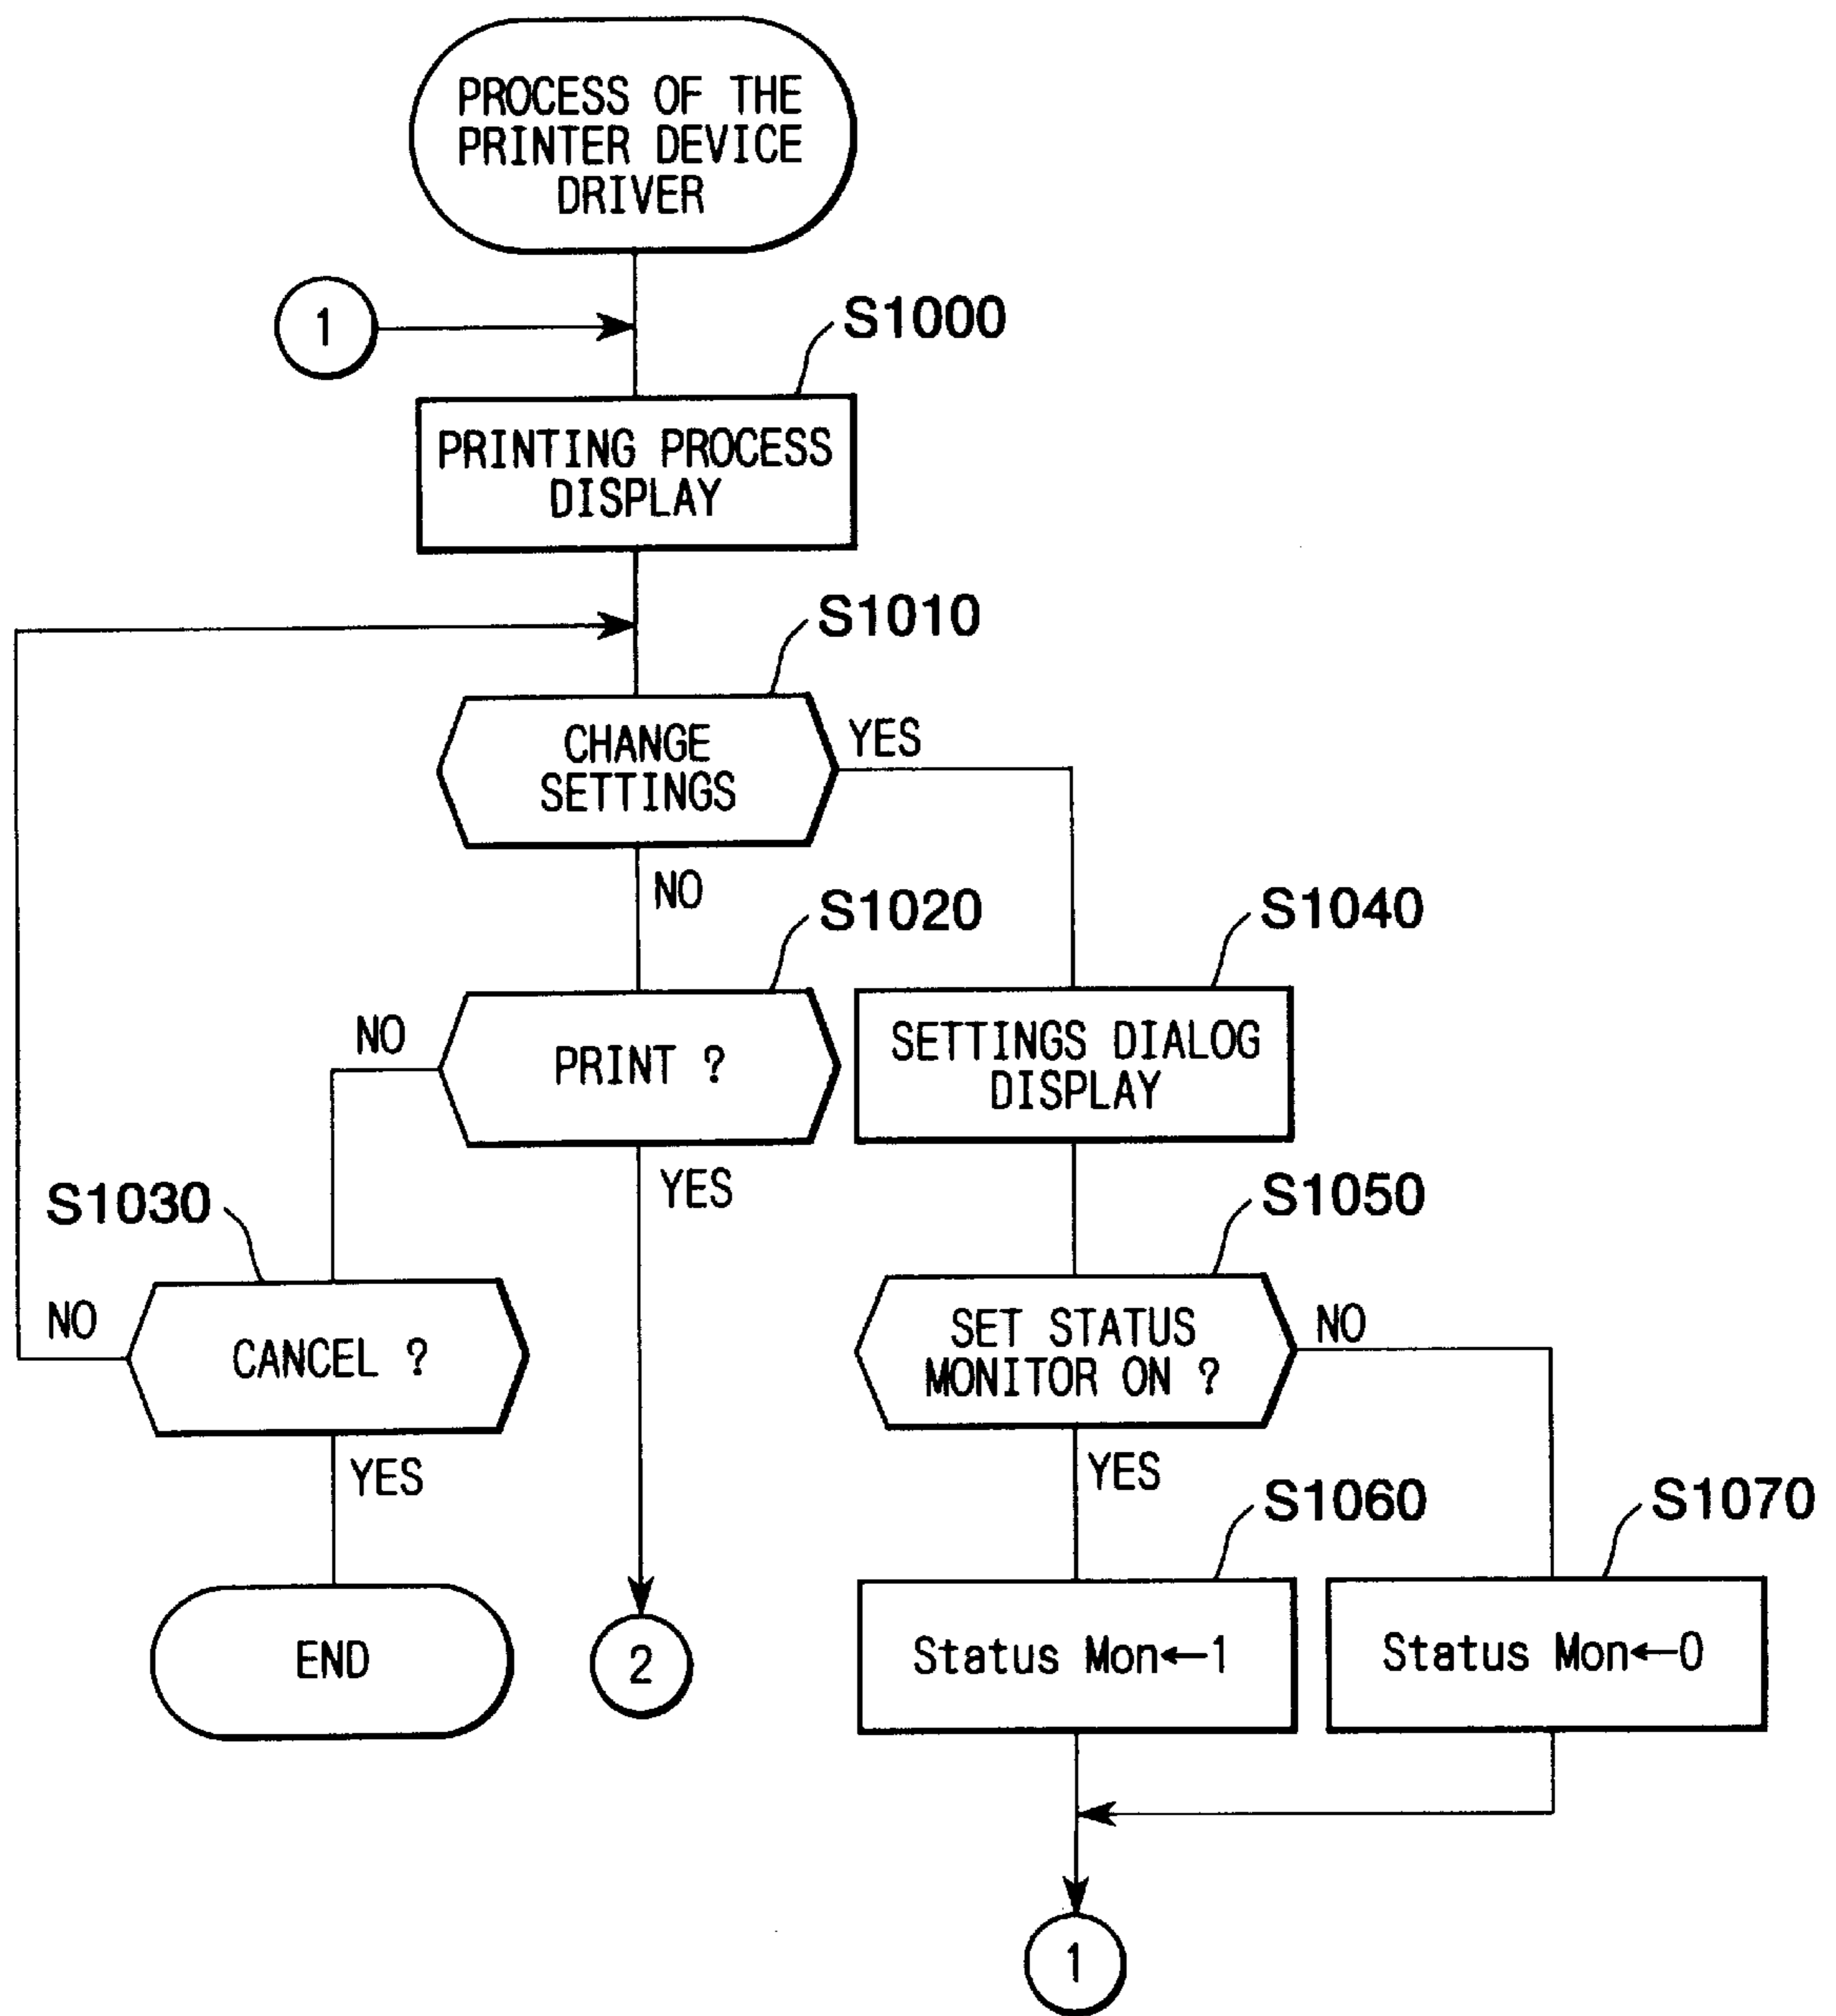 PROCESS OF THE
PRINTER DEVICE
DRIVER
1
S1000
PRINTING PROCESS
DISPLAY
S1010
CHANGE
SETTINGS
YES
NO
S1020
S1040
NO
PRINT ?
SETTINGS DIALOG
DISPLAY
YES
S1030
S1050
NO
CANCEL ?
SET STATUS
MONITOR ON ?
NO
YES
YES
S1060
S1070
END
2
Status Mon←1
Status Mon←0
1